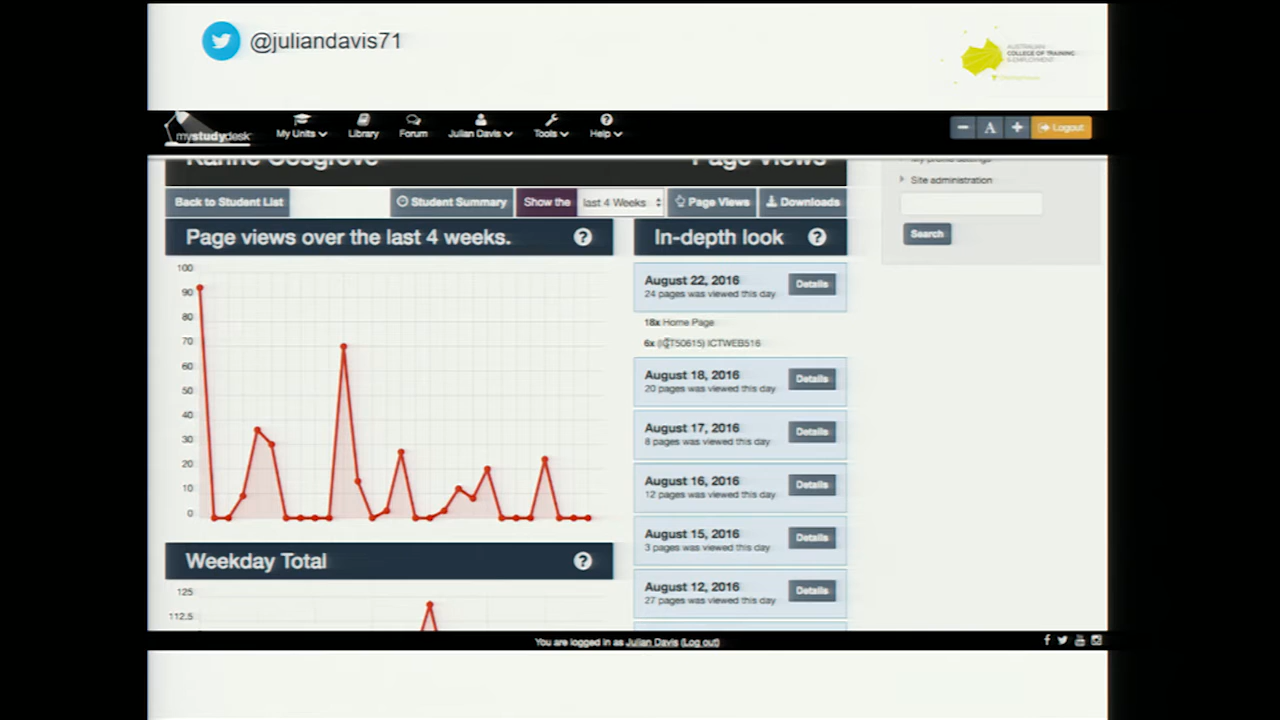 @juliandavis71
AUSTRALIAN
COLLEGE OF TRAINING
& EMPLOYMENT
mystudydesk
My Units
Library
Forum
Julian Davis
Tools
Help
A
Logout
Page Views
Site administration
Back to Student List
Student Summary
Show the
last 4 Weeks
Page Views
Downloads
Search
Page views over the last 4 weeks.
100
90
80
70
60
50
40
30
20
10
0
In-depth look
August 22, 2016
24 pages was viewed this day
Details
18x Home Page
6x (ICT50615) ICTWEB516
August 18, 2016
20 pages was viewed this day
Details
August 17, 2016
8 pages was viewed this day
Details
August 16, 2016
12 pages was viewed this day
Details
August 15, 2016
3 pages was viewed this day
Details
August 12, 2016
27 pages was viewed this day
Details
Weekday Total
125
112.5
You are logged in as Julian Davis (Log out)